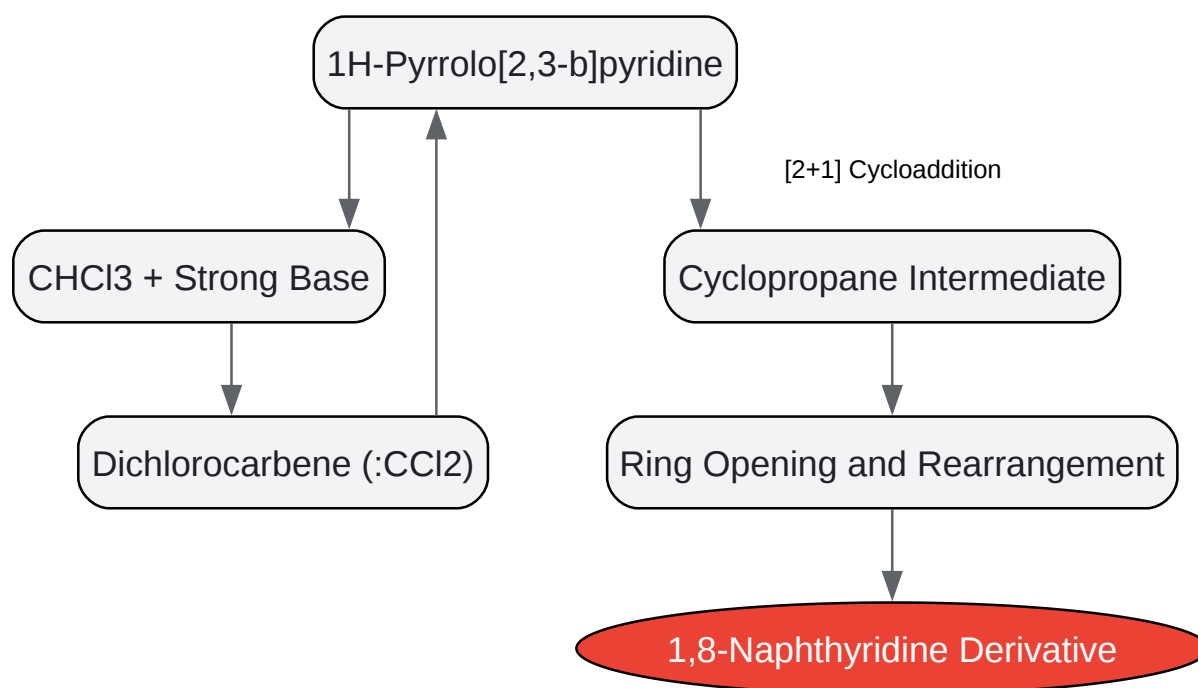 1H-Pyrrolo[2,3-b]pyridine
[2+1] Cycloaddition
CHCl3 + Strong Base
Cyclopropane Intermediate
Dichlorocarbene (:CCl2)
Ring Opening and Rearrangement
1,8-Naphthyridine Derivative